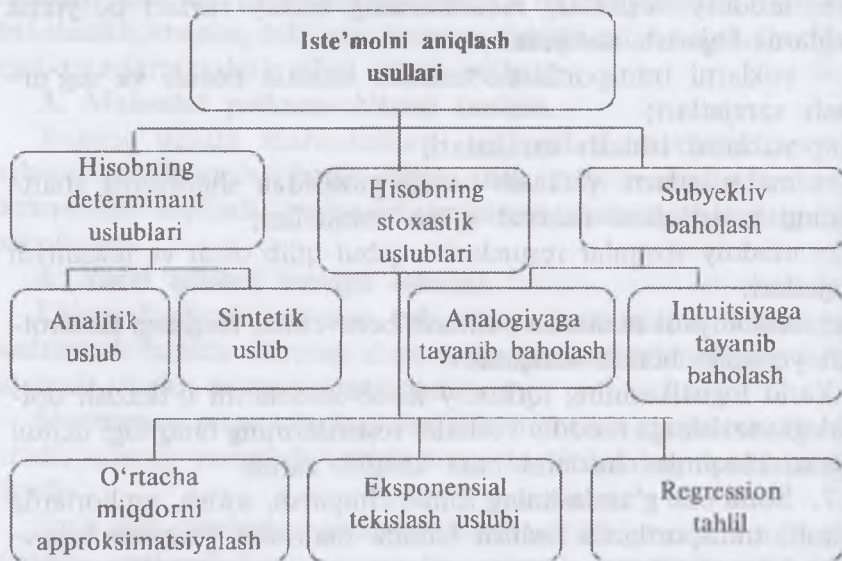 Iste'molni aniqlash
usullari
Hisobning
determinant
uslublari
Hisobning
stoxastik
uslublari
Subyektiv
baholash
Analitik
uslub
Sintetik
uslub
Analogiyaga
tayanib baholash
Intuitsiyaga
tayanib
baholash
O‘rtacha
miqdorni
approksimatsiyalash
Eksponensial
tekislash uslubi
Regression
tahlil